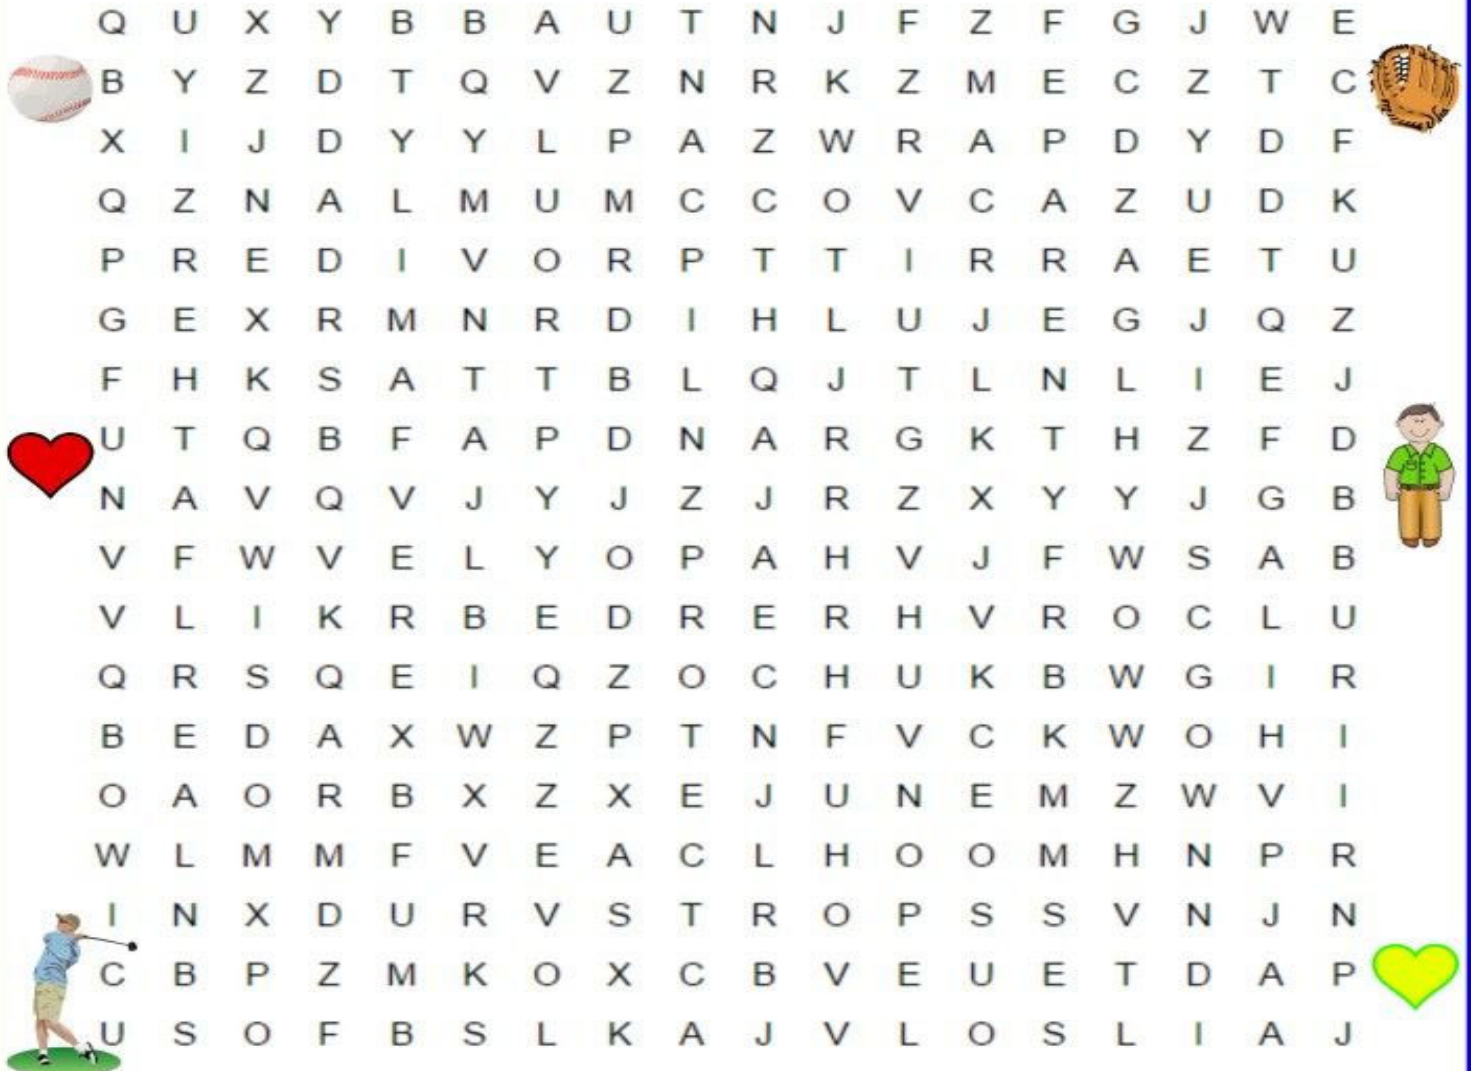 Q U X Y B B A U T N J F Z F G J W E
B Y Z D T Q V Z N R K Z M E C Z T C
X I J D Y Y L P A Z W R A P D Y D F
Q Z N A L M U M C C O V C A Z U D K
P R E D I V O R P T T I R R A E T U
G E X R M N R D I H L U J E G J Q Z
F H K S A T T B L Q J T L N L I E J
U T Q B F A P D N A R G K T H Z F D
N A V Q V J Y J Z J R Z X Y Y J G B
V F W V E L Y O P A H V J F W S A B
V L I K R B E D R E R H V R O C L U
Q R S Q E I Q Z O C H U K B W G I R
B E D A X W Z P T N F V C K W O H I
O A O R B X Z X E J U N E M Z W V I
W L M M F V E A C L H O O M H N P R
I N X D U R V S T R O P S S V N J N
C B P Z M K O X C B V E U E T D A P
U S O F B S L K A J V L O S L I A J